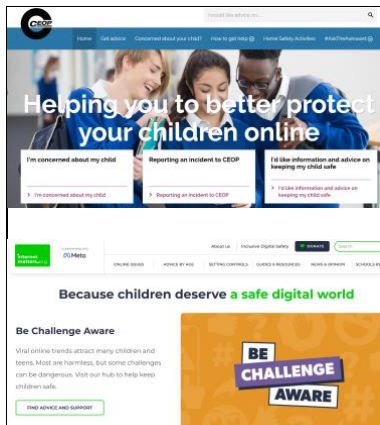 CEOP
I would like advice on...
Home Get advice Concerned about your child? How to get help Home Safety Activities #AskTheAwkward
Helping you to better protect
your children online
I'm concerned about my child
Reporting an incident to CEOP
I'd like information and advice on
keeping my child safe
I'm concerned about my child
Reporting an incident to CEOP
I'd like information and advice on
keeping my child safe
internet
matters.org
Meta
About us Inclusive Digital Safety DONATE Search
ONLINE ISSUES ADVICE BY AGE SETTING CONTROLS GUIDES & RESOURCES NEWS & OPINION SCHOOLS RE
Because children deserve a safe digital world
Be Challenge Aware
Viral online trends attract many children and
teens. Most are harmless, but some challenges
can be dangerous. Visit our hub to help keep
children safe.
FIND ADVICE AND SUPPORT
BE
CHALLENGE
AWARE